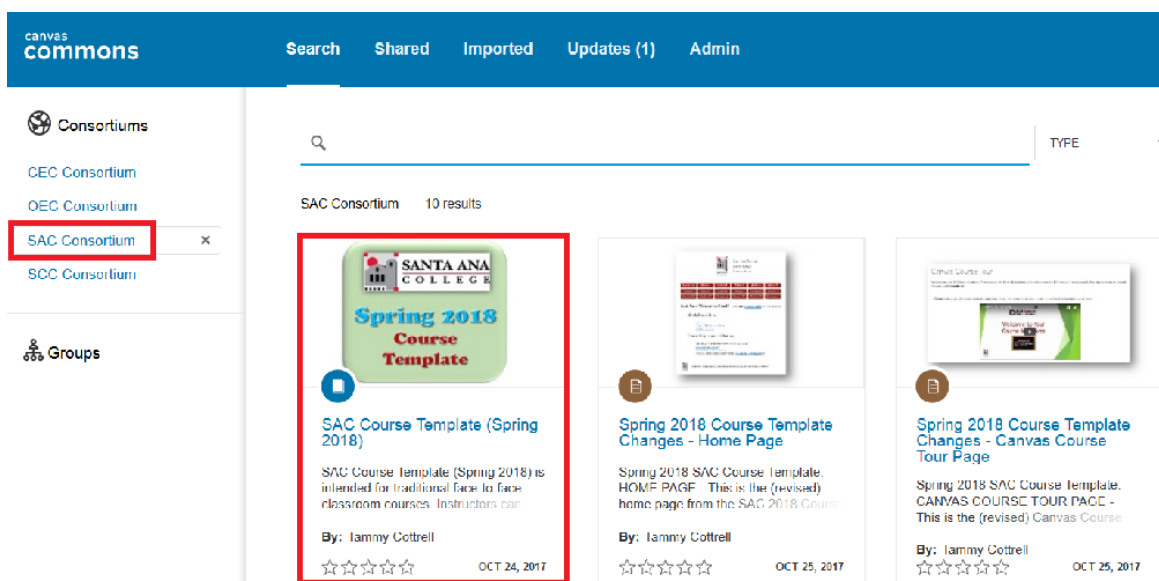 canvas
commons
Search Shared Imported Updates (1) Admin
Consortiums
CEC Consortium
OEC Consortium
SAC Consortium ×
SCC Consortium
Groups
TYPE
SAC Consortium 10 results
SANTA ANA
COLLEGE
Spring 2018
Course
Template
SAC Course Template (Spring
2018)
SAC Course Template (Spring 2018) is
intended for traditional face to face
classroom courses. Instructors can
By: Tammy Cottrell
OCT 24, 2017
Spring 2018 Course Template
Changes - Home Page
Spring 2018 SAC Course Template.
HOME PAGE - This is the (revised)
home page from the SAC 2018 Course
By: Tammy Cottrell
OCT 25, 2017
Canvas Course Tour
Welcome to Your
Spring 2018 Course Template
Changes - Canvas Course
Tour Page
Spring 2018 SAC Course Template.
CANVAS COURSE TOUR PAGE -
This is the (revised) Canvas Course
By: Tammy Cottrell
OCT 25, 2017